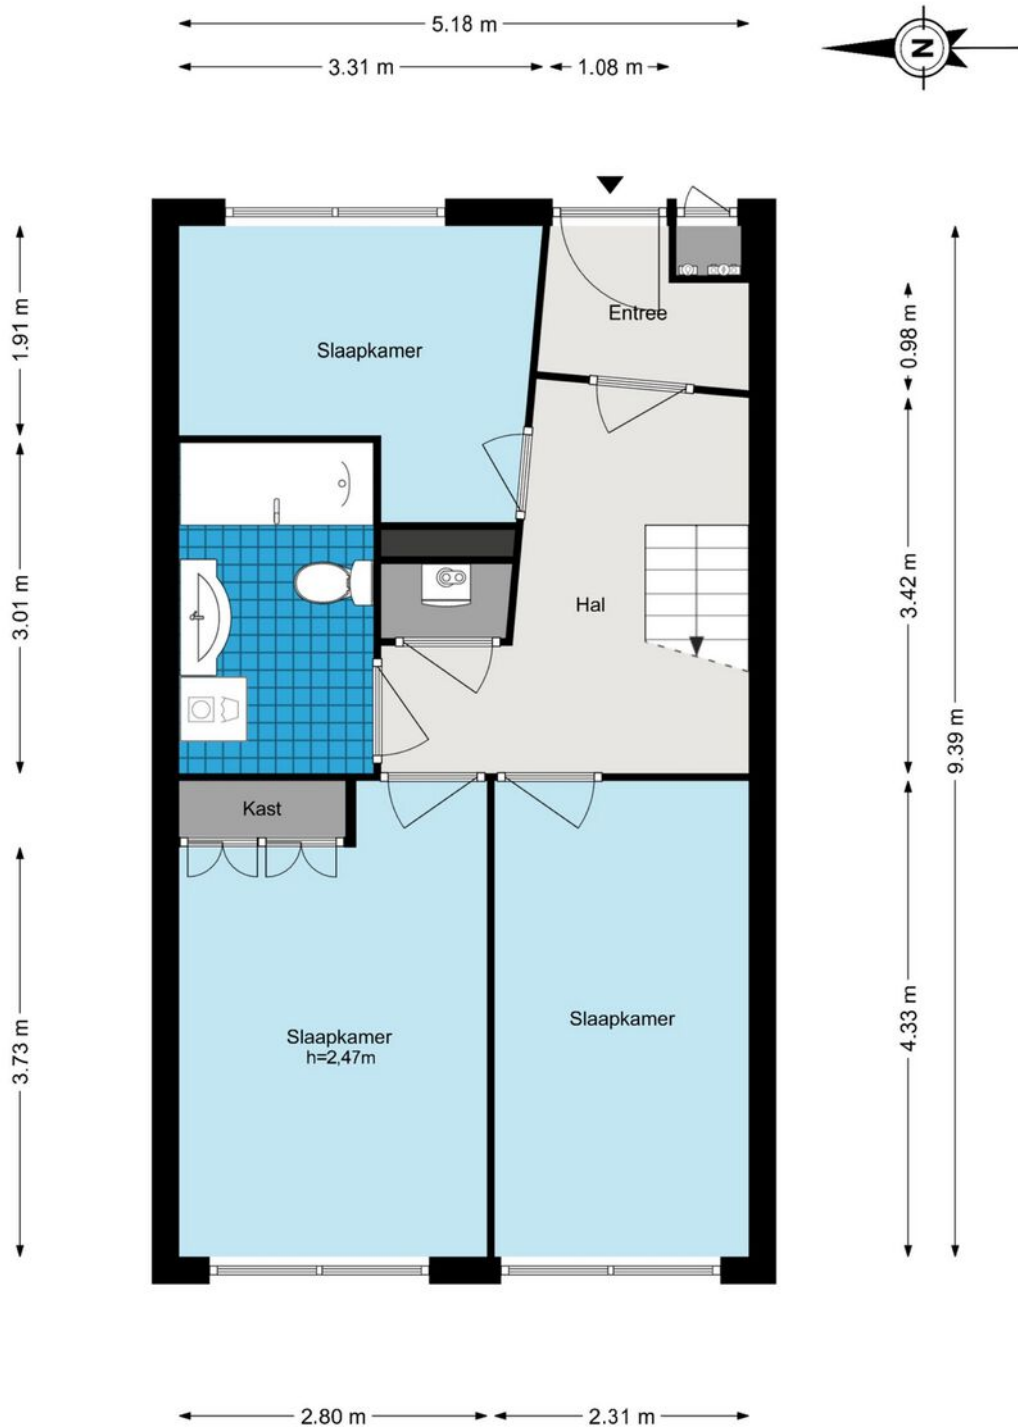 5.18 m
3.31 m
1.08 m
N
1.91 m
0.98 m
Slaapkamer
Entree
3.01 m
3.42 m
Hal
9.39 m
Kast
3.73 m
4.33 m
Slaapkamer
h=2,47m
Slaapkamer
2.80 m
2.31 m